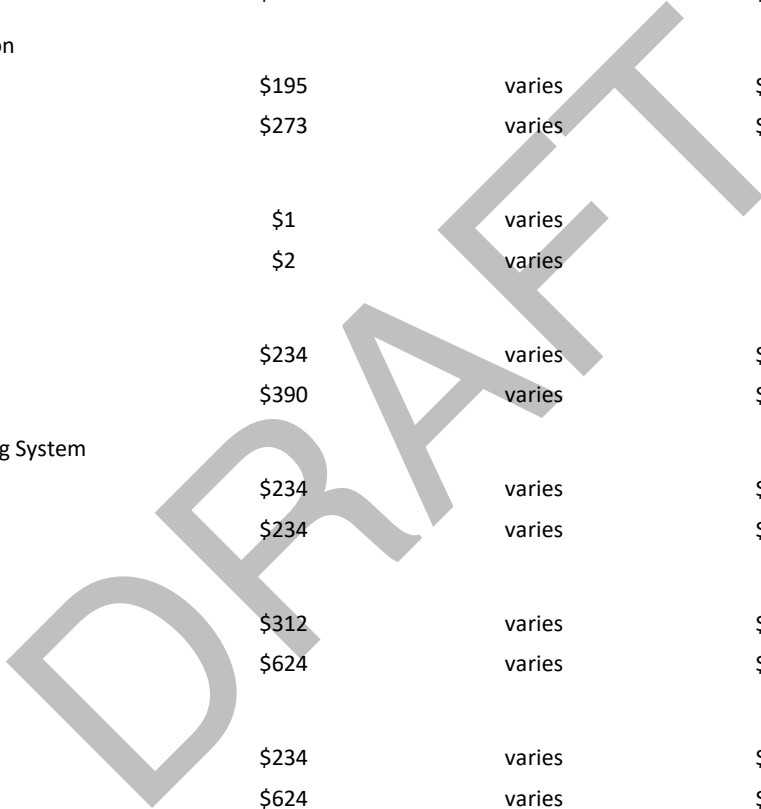 on
$195 varies $
$273 varies $
$1 varies
$2 varies
$234 varies $
$390 varies $
g System
$234 varies $
$234 varies $
$312 varies $
$624 varies $
$234 varies $
$624 varies $
DRAFT